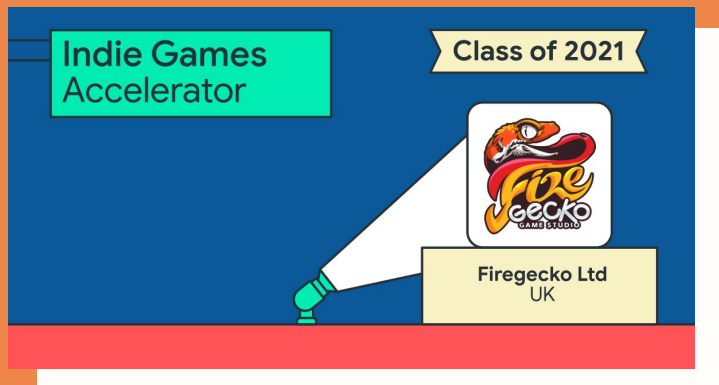 Indie Games
Accelerator
Class of 2021
Fire
GECKO
GAME STUDIO
Firegecko Ltd
UK